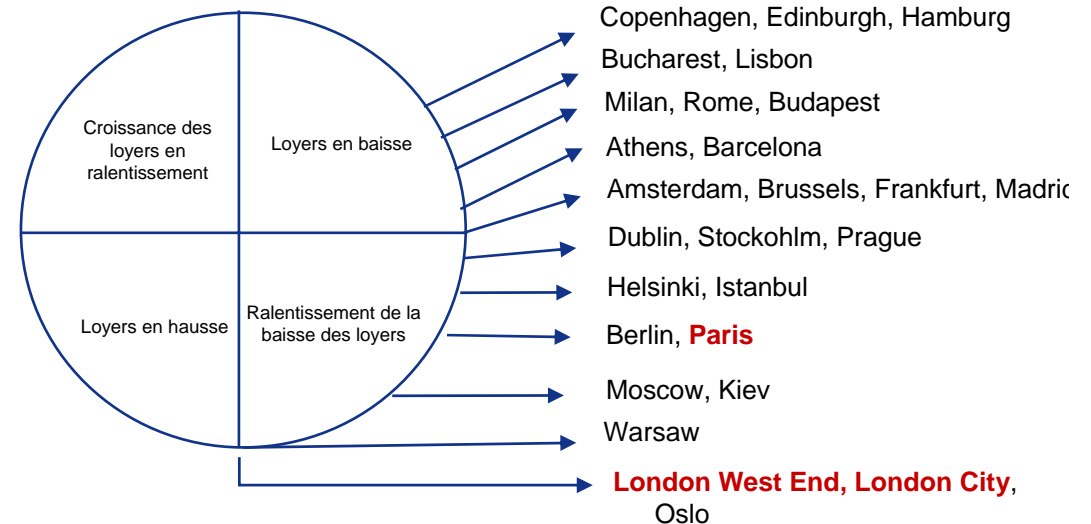 Copenhagen, Edinburgh, Hamburg
Bucharest, Lisbon
Milan, Rome, Budapest
Athens, Barcelona
Amsterdam, Brussels, Frankfurt, Madrid
Dublin, Stockohlm, Prague
Helsinki, Istanbul
Berlin, Paris
Moscow, Kiev
Warsaw
London West End, London City,
Oslo
Croissance des
loyers en
ralentissement
Loyers en baisse
Loyers en hausse
Ralentissement de la
baisse des loyers